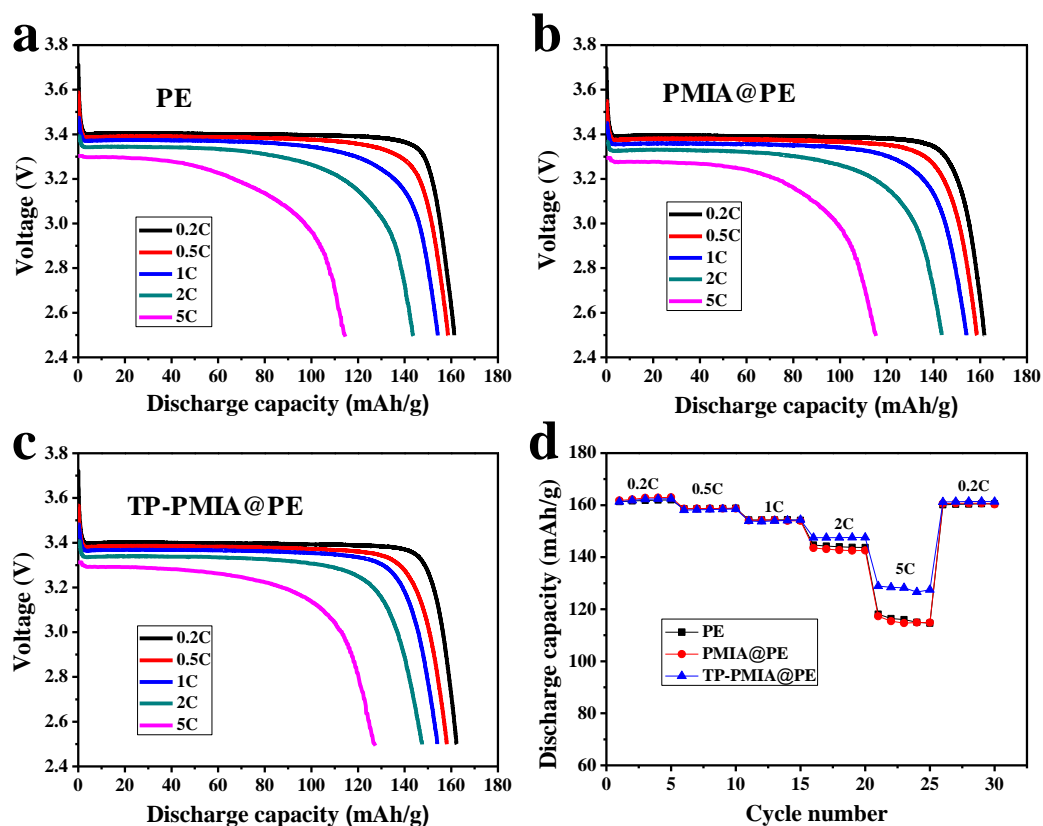 a
PE
3.8
3.6
3.4
3.2
3.0
2.8
2.6
2.4
Voltage (V)
0.2C
0.5C
1C
2C
5C
0 20 40 60 80 100 120 140 160 180
Discharge capacity (mAh/g)
b
PMIA@PE
3.8
3.6
3.4
3.2
3.0
2.8
2.6
2.4
Voltage (V)
0.2C
0.5C
1C
2C
5C
0 20 40 60 80 100 120 140 160 180
Discharge capacity (mAh/g)
c
TP-PMIA@PE
3.8
3.6
3.4
3.2
3.0
2.8
2.6
2.4
Voltage (V)
0.2C
0.5C
1C
2C
5C
0 20 40 60 80 100 120 140 160 180
Discharge capacity (mAh/g)
d
180
160
140
120
100
80
60
Discharge capacity (mAh/g)
0.2C 0.5C 1C 2C 5C 0.2C
PE
PMIA@PE
TP-PMIA@PE
0 5 10 15 20 25 30
Cycle number